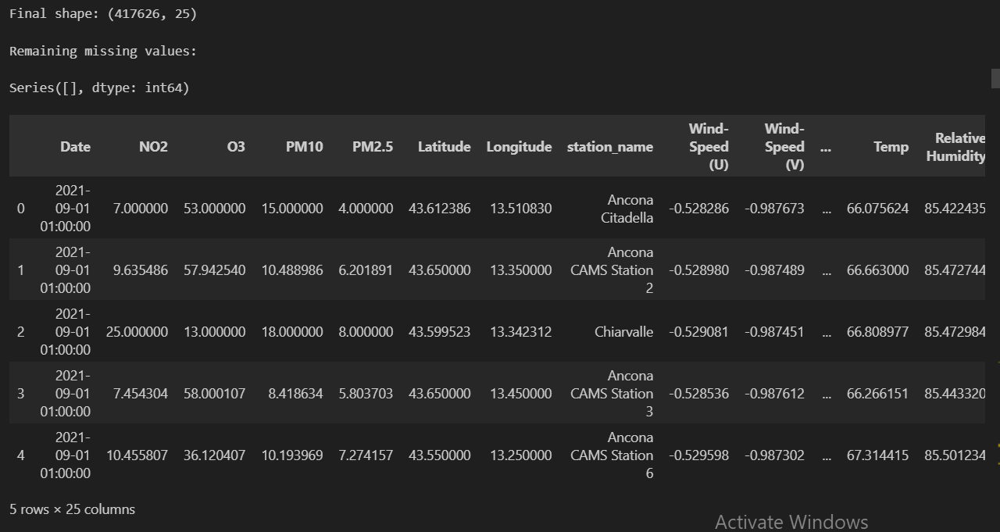 Final shape: (417626, 25)
Remaining missing values:
Series([], dtype: int64)
Date NO2 O3 PM10 PM2.5 Latitude Longitude station_name Wind-Speed (U) Wind-Speed (V) ... Temp Relative Humidity
0 2021-09-01 01:00:00 7.000000 53.000000 15.000000 4.000000 43.612386 13.510830 Ancona Citadella -0.528286 -0.987673 ... 66.075624 85.422435
1 2021-09-01 01:00:00 9.635486 57.942540 10.488986 6.201891 43.650000 13.350000 Ancona CAMS Station 2 -0.528980 -0.987489 ... 66.663000 85.472744
2 2021-09-01 01:00:00 25.000000 13.000000 18.000000 8.000000 43.599523 13.342312 Chiarvalle -0.529081 -0.987451 ... 66.808977 85.472984
3 2021-09-01 01:00:00 7.454304 58.000107 8.418634 5.803703 43.650000 13.450000 Ancona CAMS Station 3 -0.528536 -0.987612 ... 66.266151 85.443320
4 2021-09-01 01:00:00 10.455807 36.120407 10.193969 7.274157 43.550000 13.250000 Ancona CAMS Station 6 -0.529598 -0.987302 ... 67.314415 85.501234
5 rows × 25 columns
Activate Windows